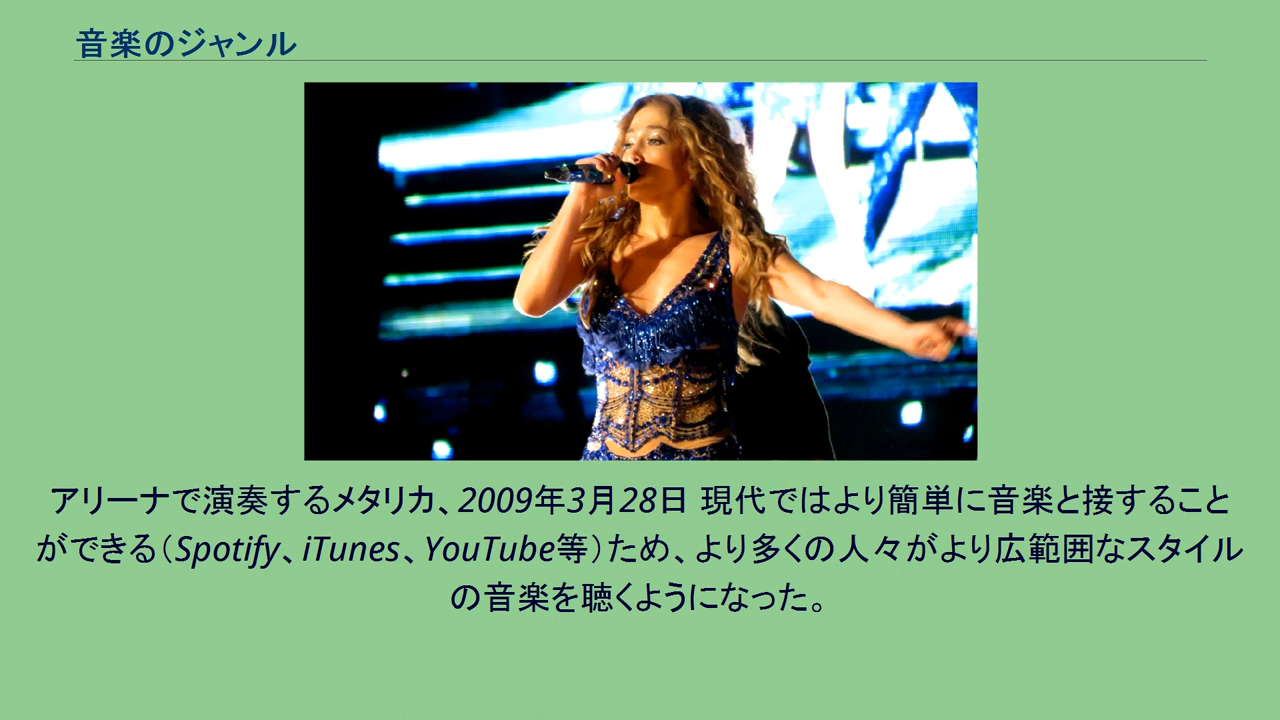 音楽のジャンル
アリーナで演奏するメタリカ、2009年3月28日 現代ではより簡単に音楽と接すること
ができる（Spotify、iTunes、YouTube等）ため、より多くの人々がより広範囲なスタイル
の音楽を聴くようになった。